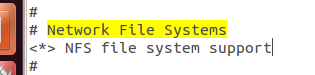 #
# Network File Systems
<*> NFS file system support
#